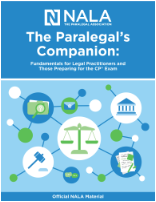 NALA
THE PARALEGAL ASSOCIATION
The Paralegal's
Companion:
Fundamentals for Legal Practitioners and
Those Preparing for the CP® Exam
Official NALA Material